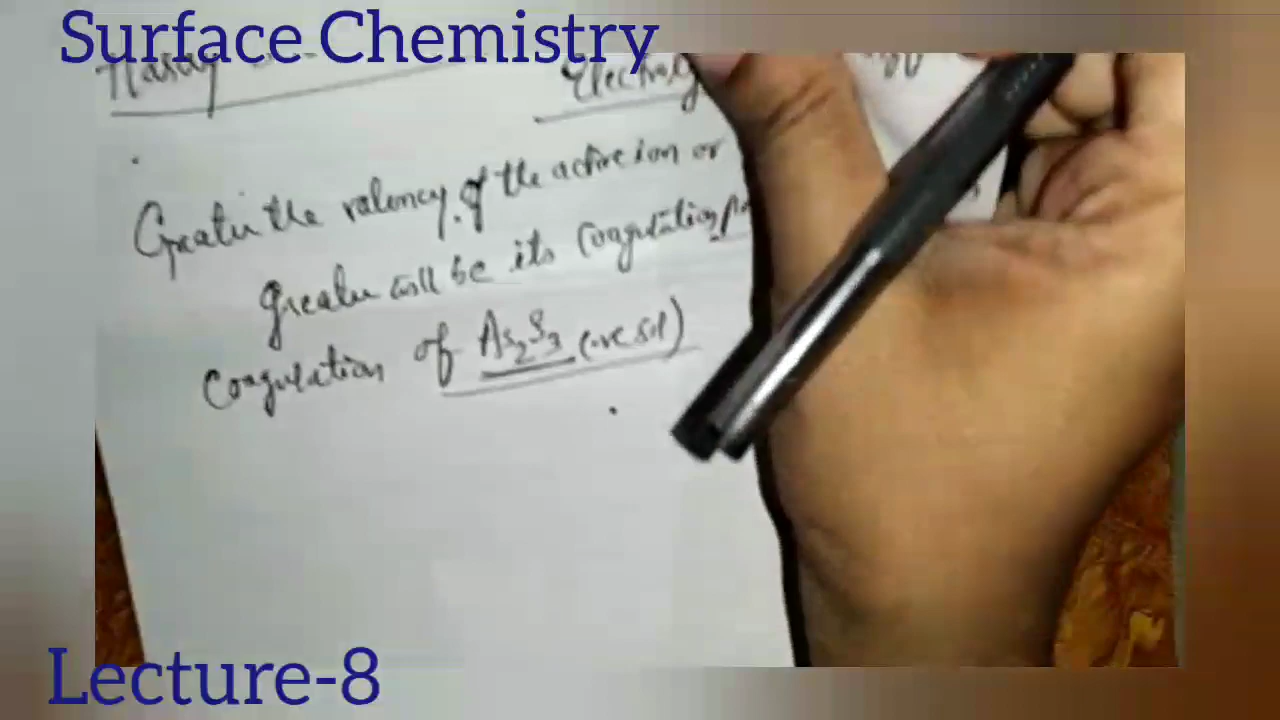 Surface Chemistry
Greater the valency of the active ion or
greater will be its coagulation
coagulation of As2S3 (-ve sol)
Lecture-8